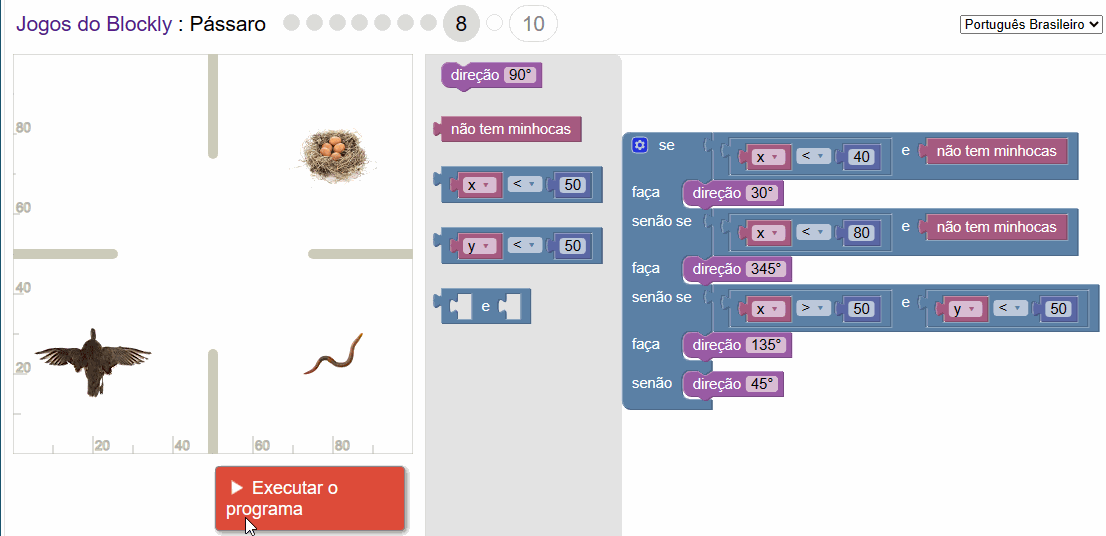 Jogos do Blockly : Pássaro 8 10 Português Brasileiro
80
60
40
20
20 40 60 80
Executar o
programa
direção 90°
não tem minhocas
x < 50
y < 50
e
se x < 40 e não tem minhocas
faça direção 30°
senão se x < 80 e não tem minhocas
faça direção 345°
senão se x > 50 e y < 50
faça direção 135°
senão direção 45°